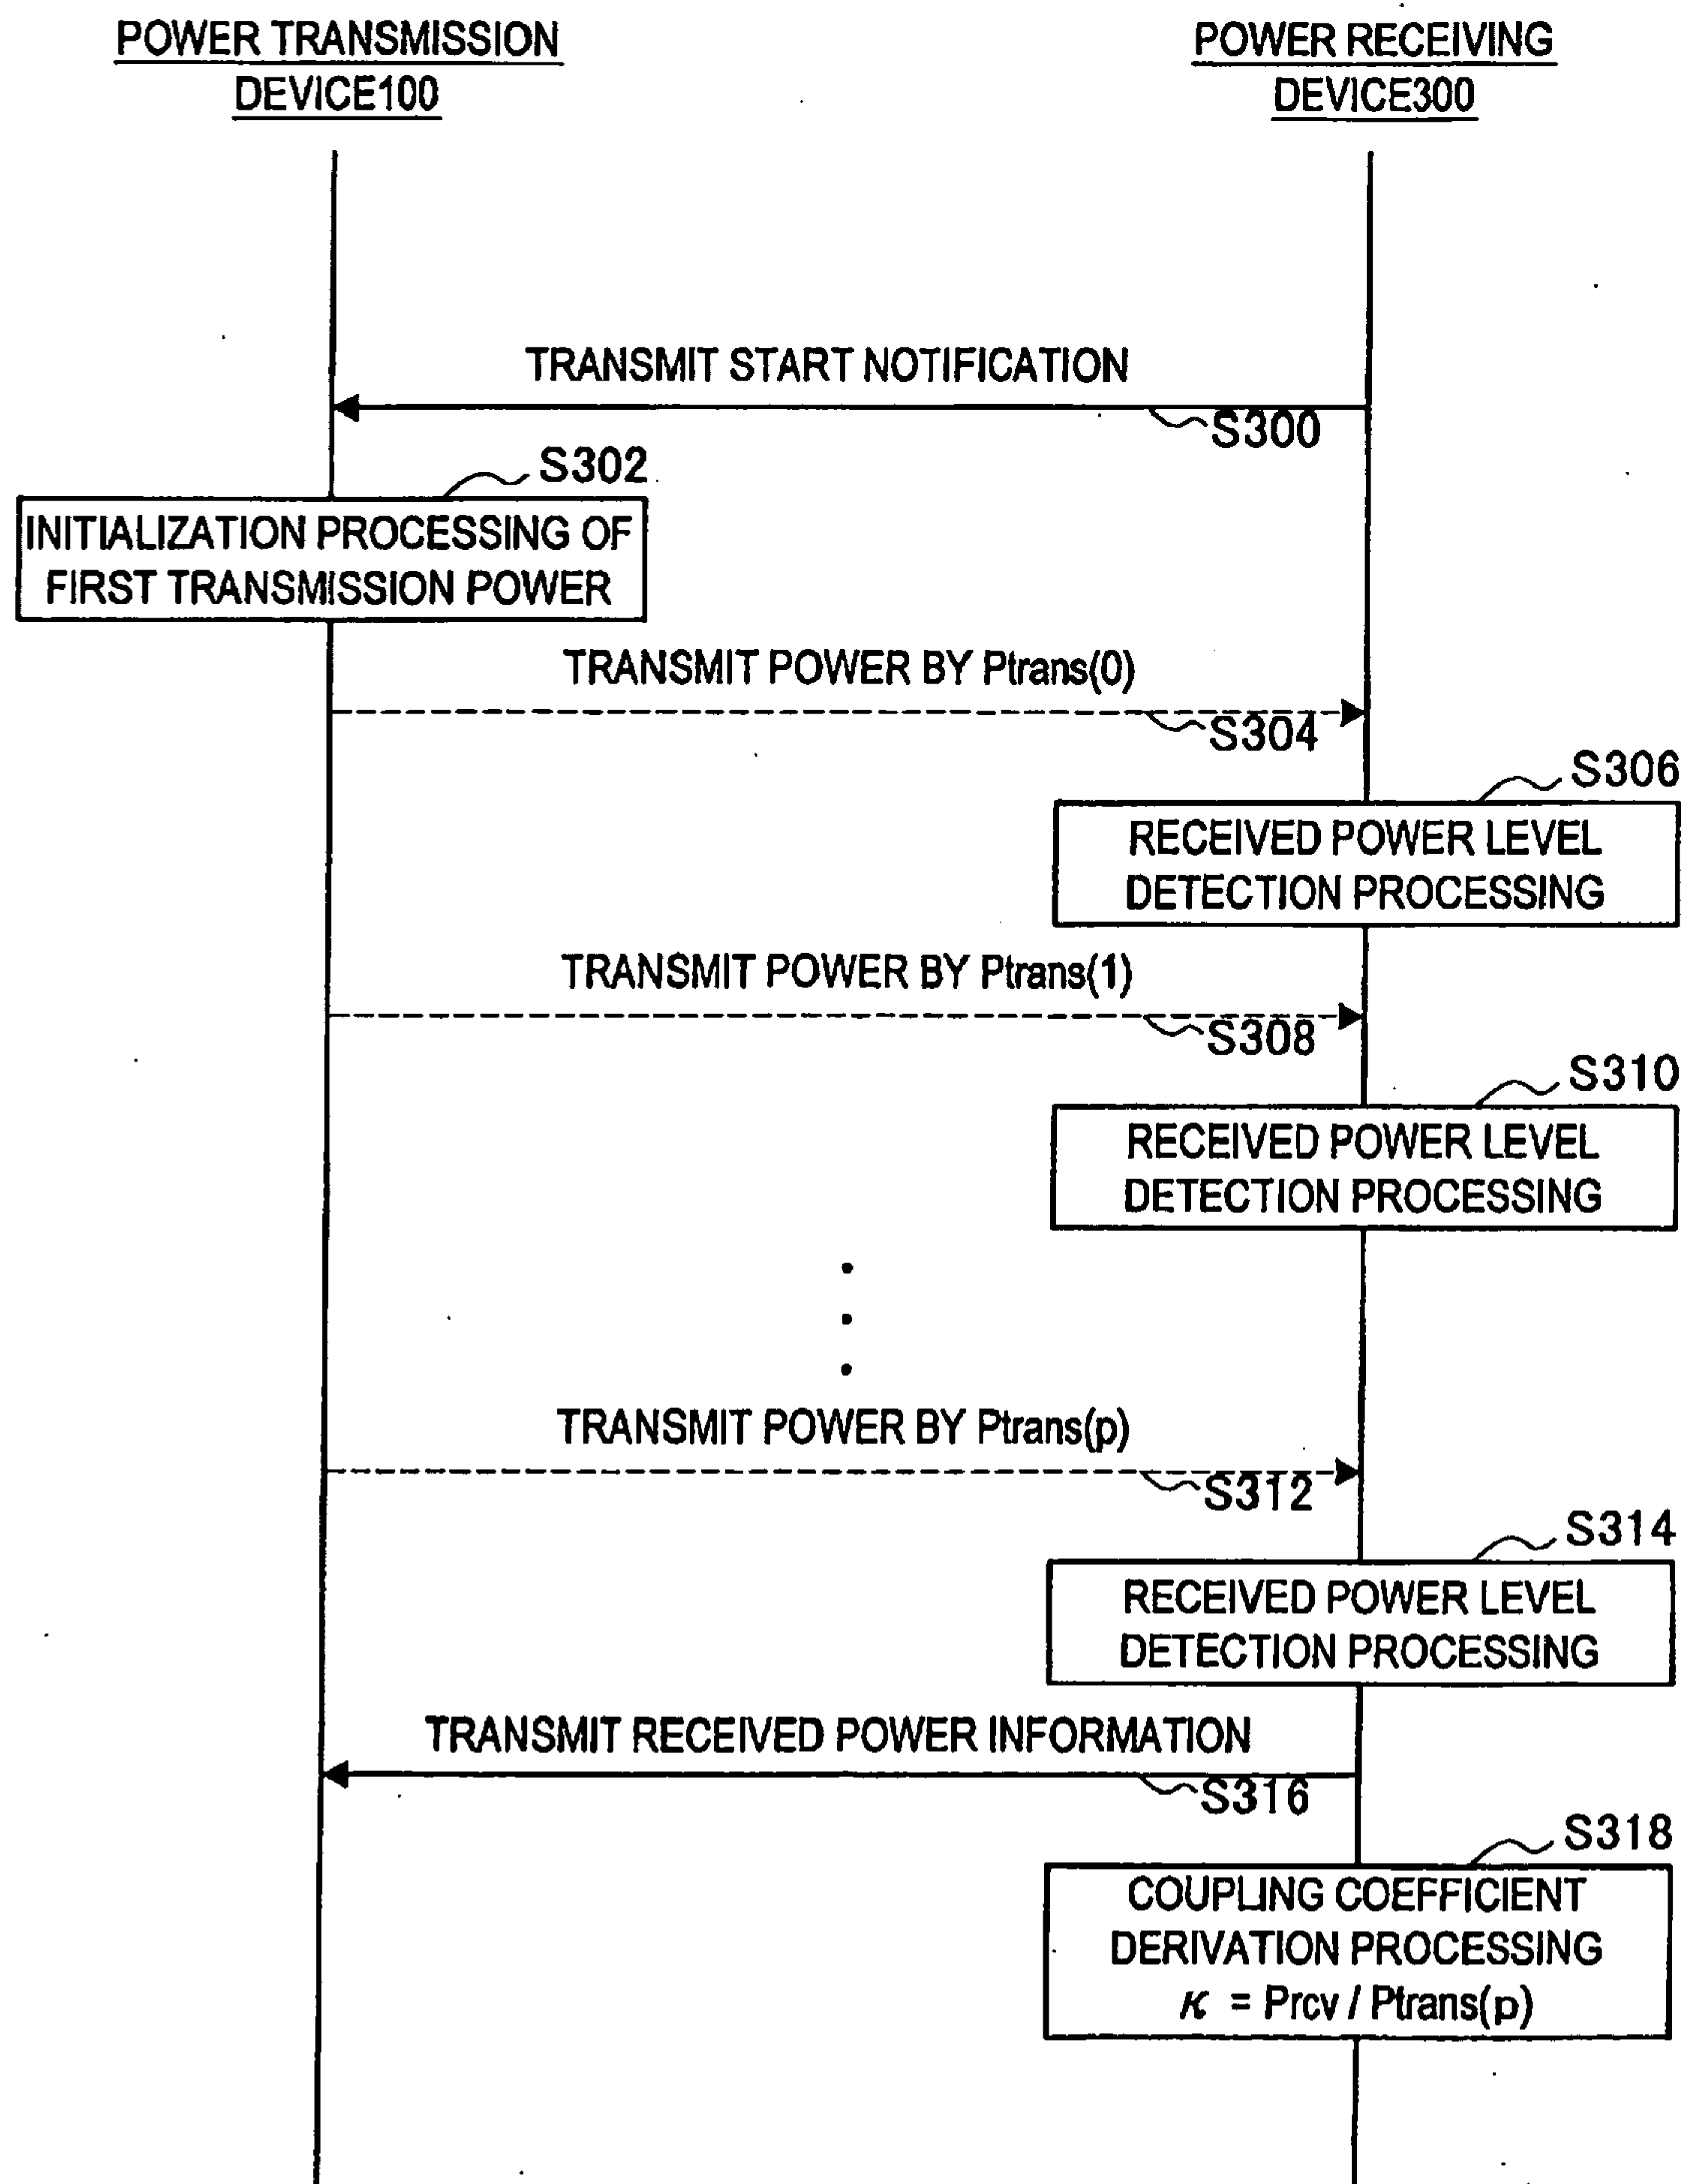 POWER TRANSMISSION
DEVICE100
POWER RECEIVING
DEVICE300
TRANSMIT START NOTIFICATION
S300
S302
INITIALIZATION PROCESSING OF
FIRST TRANSMISSION POWER
TRANSMIT POWER BY Ptrans(0)
S304
S306
RECEIVED POWER LEVEL
DETECTION PROCESSING
TRANSMIT POWER BY Ptrans(1)
S308
S310
RECEIVED POWER LEVEL
DETECTION PROCESSING
TRANSMIT POWER BY Ptrans(p)
S312
S314
RECEIVED POWER LEVEL
DETECTION PROCESSING
TRANSMIT RECEIVED POWER INFORMATION
S316
S318
COUPLING COEFFICIENT
DERIVATION PROCESSING
κ = Prcv / Ptrans(p)